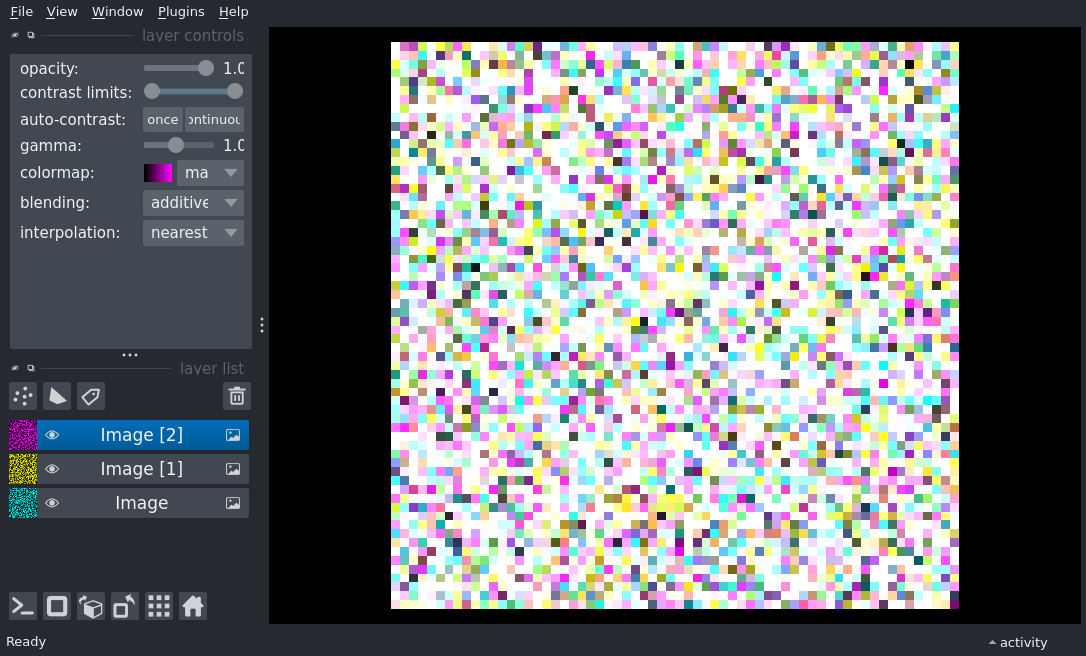 File View Window Plugins Help
layer controls
opacity: 1.0
contrast limits:
auto-contrast: once ontinuou
gamma: 1.0
colormap: ma
blending: additive
interpolation: nearest
layer list
Image [2]
Image [1]
Image
Ready
activity